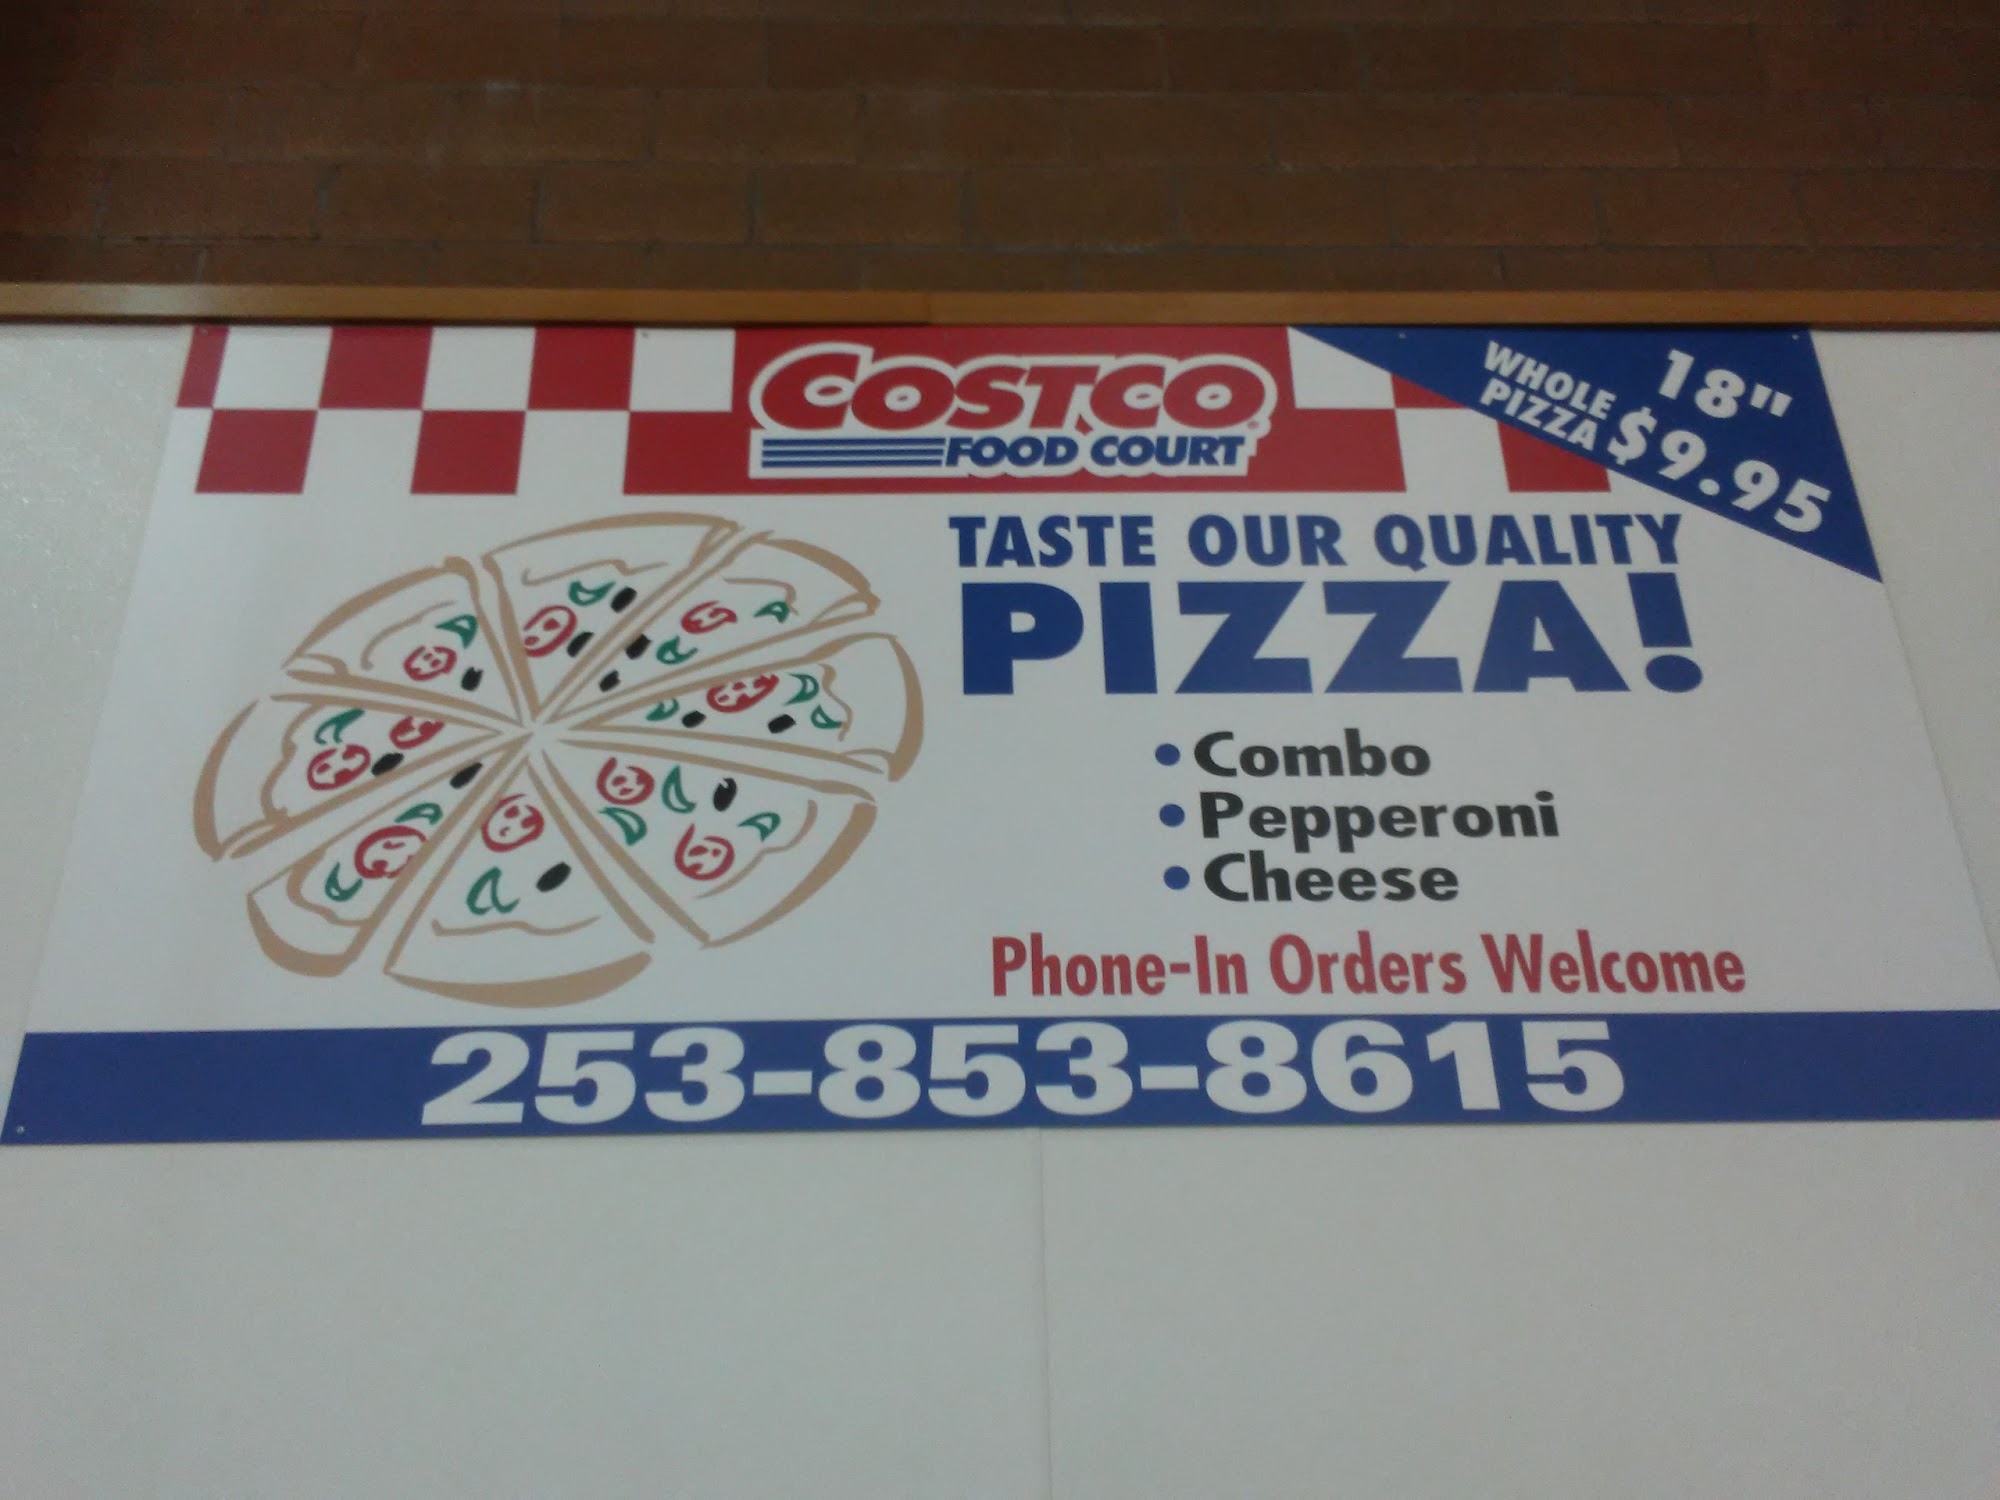 COSTCO
FOOD COURT
18"
WHOLE PIZZA $9.95
TASTE OUR QUALITY
PIZZA!
• Combo
• Pepperoni
• Cheese
Phone-In Orders Welcome
253-853-8615